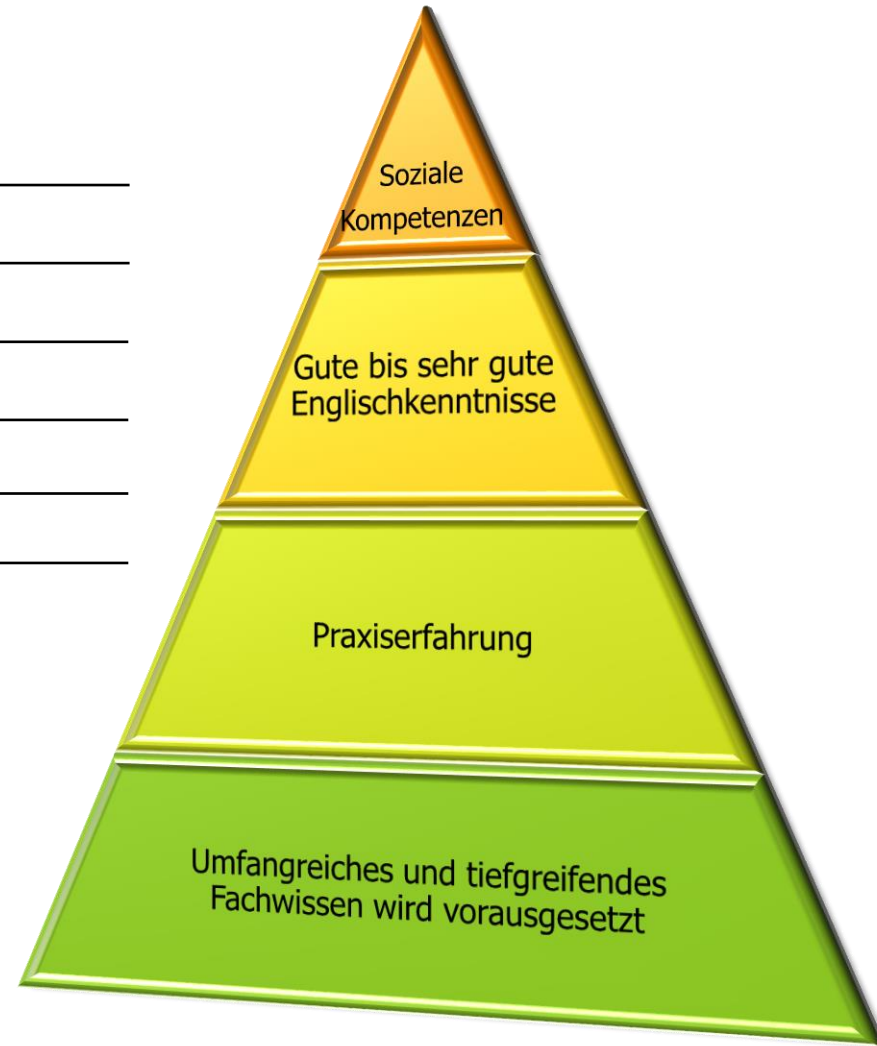 Soziale
Kompetenzen
Gute bis sehr gute
Englischkenntnisse
Praxiserfahrung
Umfangreiches und tiefgreifendes
Fachwissen wird vorausgesetzt